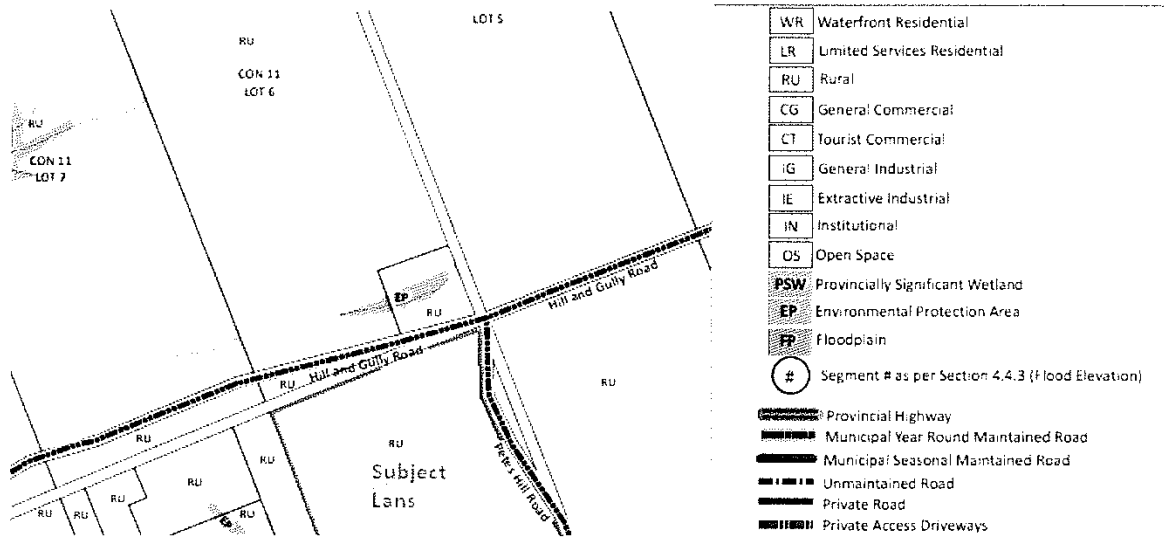 LOT 5
RU
CON 11
LOT 6
RU
CON 11
LOT 7
EP
RU
Hill and Gully Road
Hill and Gully Road
RU
RU
RU
RU
Subject
Lans
Pete's Hill Road
RU
RU
RU
RU
RU
RU
EP
WR Waterfront Residential
LR Limited Services Residential
RU Rural
CG General Commercial
CT Tourist Commercial
IG General Industrial
IE Extractive Industrial
IN Institutional
OS Open Space
PSW Provincially Significant Wetland
EP Environmental Protection Area
FP Floodplain
# Segment # as per Section 4.4.3 (Flood Elevation)
Provincial Highway
Municipal Year Round Maintained Road
Municipal Seasonal Maintained Road
Unmaintained Road
Private Road
Private Access Driveways